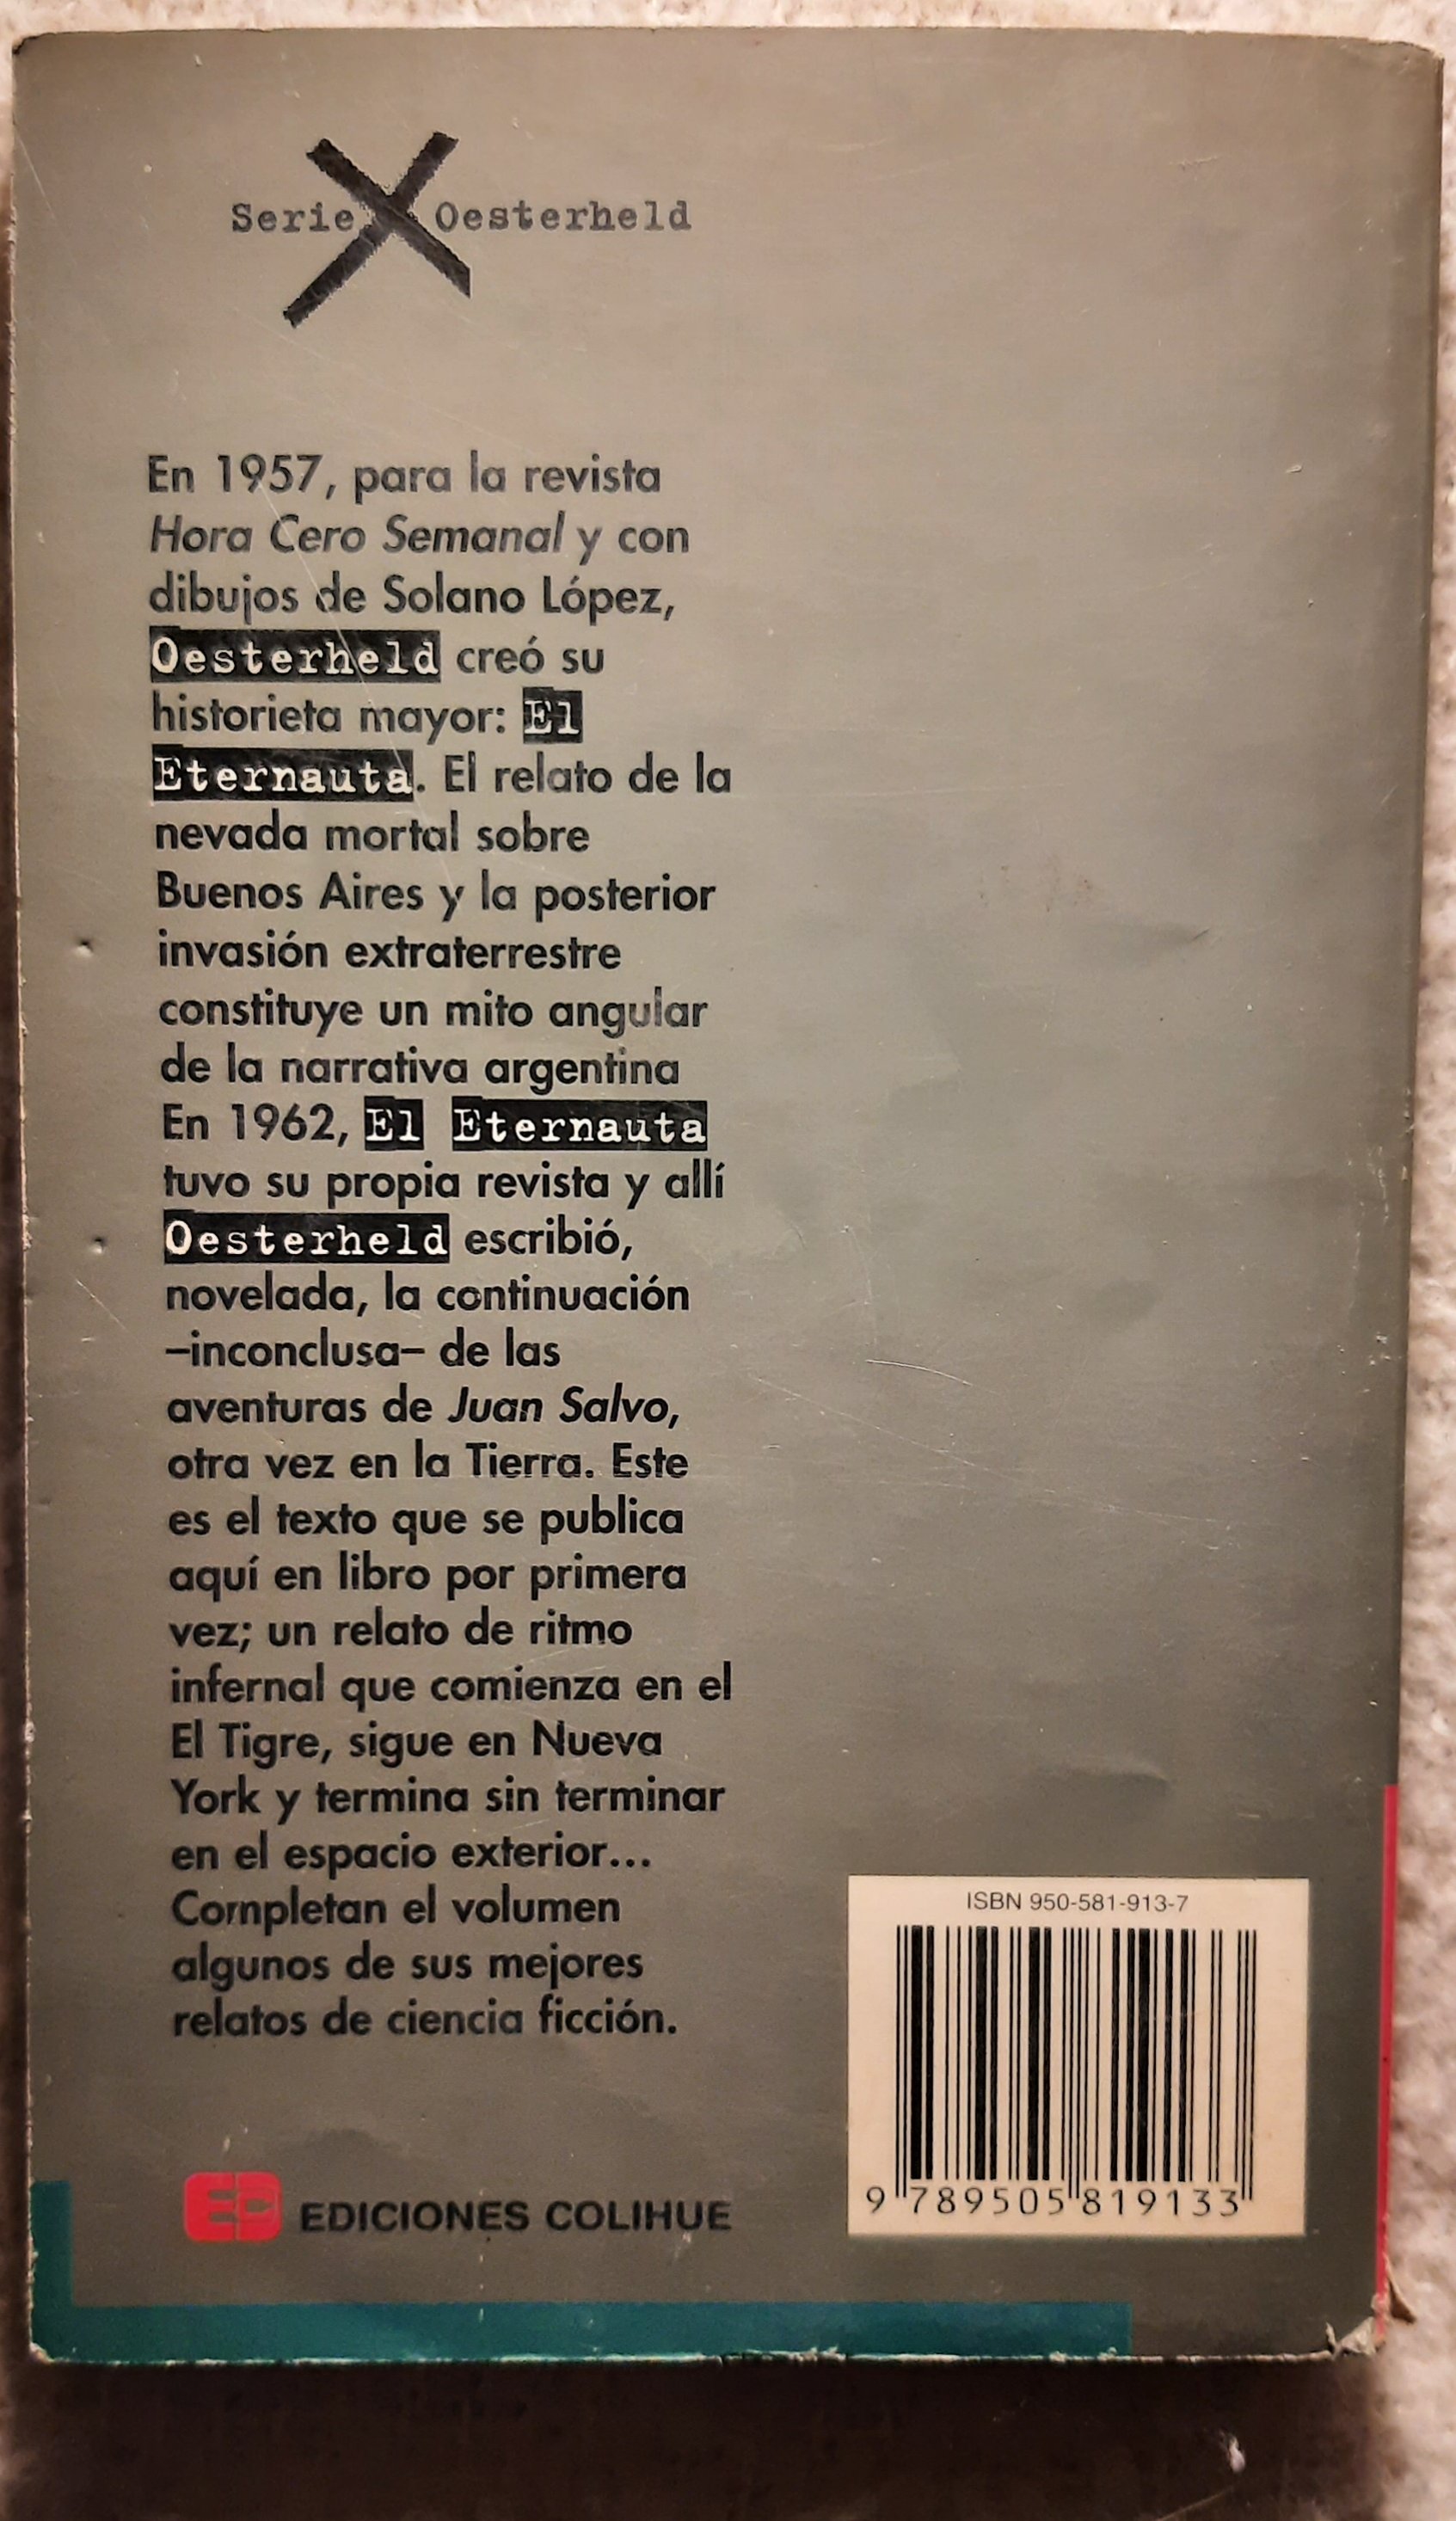 Serie X Oesterheld
En 1957, para la revista
Hora Cero Semanal y con
dibujos de Solano López,
Oesterheld creó su
historieta mayor: El
Eternauta. El relato de la
nevada mortal sobre
Buenos Aires y la posterior
invasión extraterrestre
constituye un mito angular
de la narrativa argentina
En 1962, El Eternauta
tuvo su propia revista y allí
Oesterheld escribió,
novelada, la continuación
–inconclusa– de las
aventuras de Juan Salvo,
otra vez en la Tierra. Este
es el texto que se publica
aquí en libro por primera
vez; un relato de ritmo
infernal que comienza en el
El Tigre, sigue en Nueva
York y termina sin terminar
en el espacio exterior...
Completan el volumen
algunos de sus mejores
relatos de ciencia ficción.
EDICIONES COLIHUE
ISBN 950-581-913-7
9 789505 819133